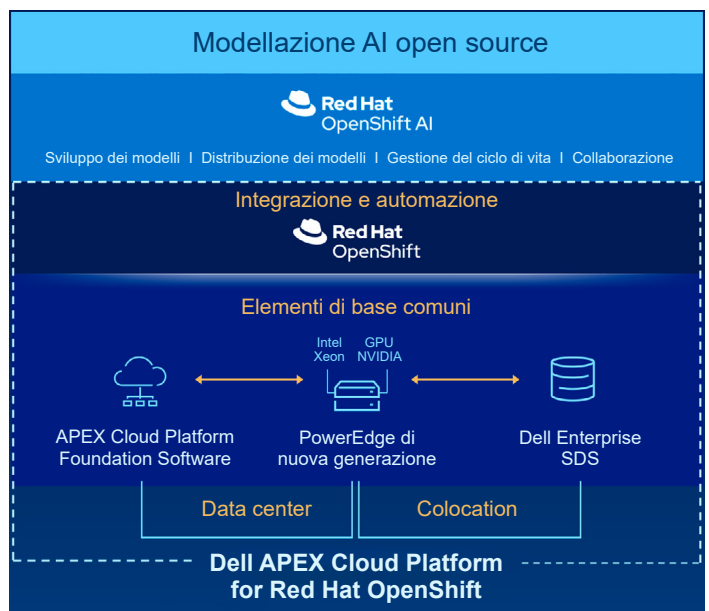 Modellazione AI open source
Red Hat
OpenShift AI
Sviluppo dei modelli I Distribuzione dei modelli I Gestione del ciclo di vita I Collaborazione
Integrazione e automazione
Red Hat
OpenShift
Elementi di base comuni
Intel
Xeon
GPU
NVIDIA
APEX Cloud Platform
Foundation Software
PowerEdge di
nuova generazione
Dell Enterprise
SDS
Data center
Colocation
Dell APEX Cloud Platform
for Red Hat OpenShift